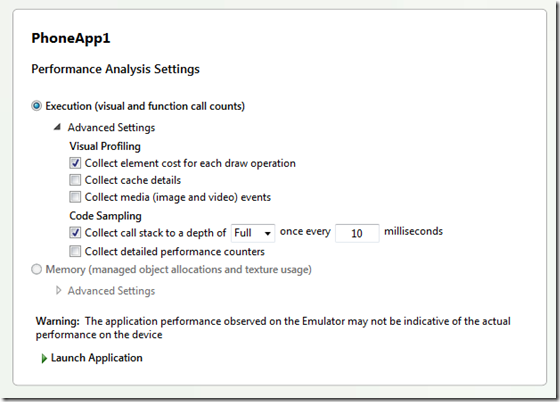 PhoneApp1
Performance Analysis Settings
Execution (visual and function call counts)
Advanced Settings
Visual Profiling
Collect element cost for each draw operation
Collect cache details
Collect media (image and video) events
Code Sampling
Collect call stack to a depth of Full once every 10 milliseconds
Collect detailed performance counters
Memory (managed object allocations and texture usage)
Advanced Settings
Warning: The application performance observed on the Emulator may not be indicative of the actual
performance on the device
Launch Application